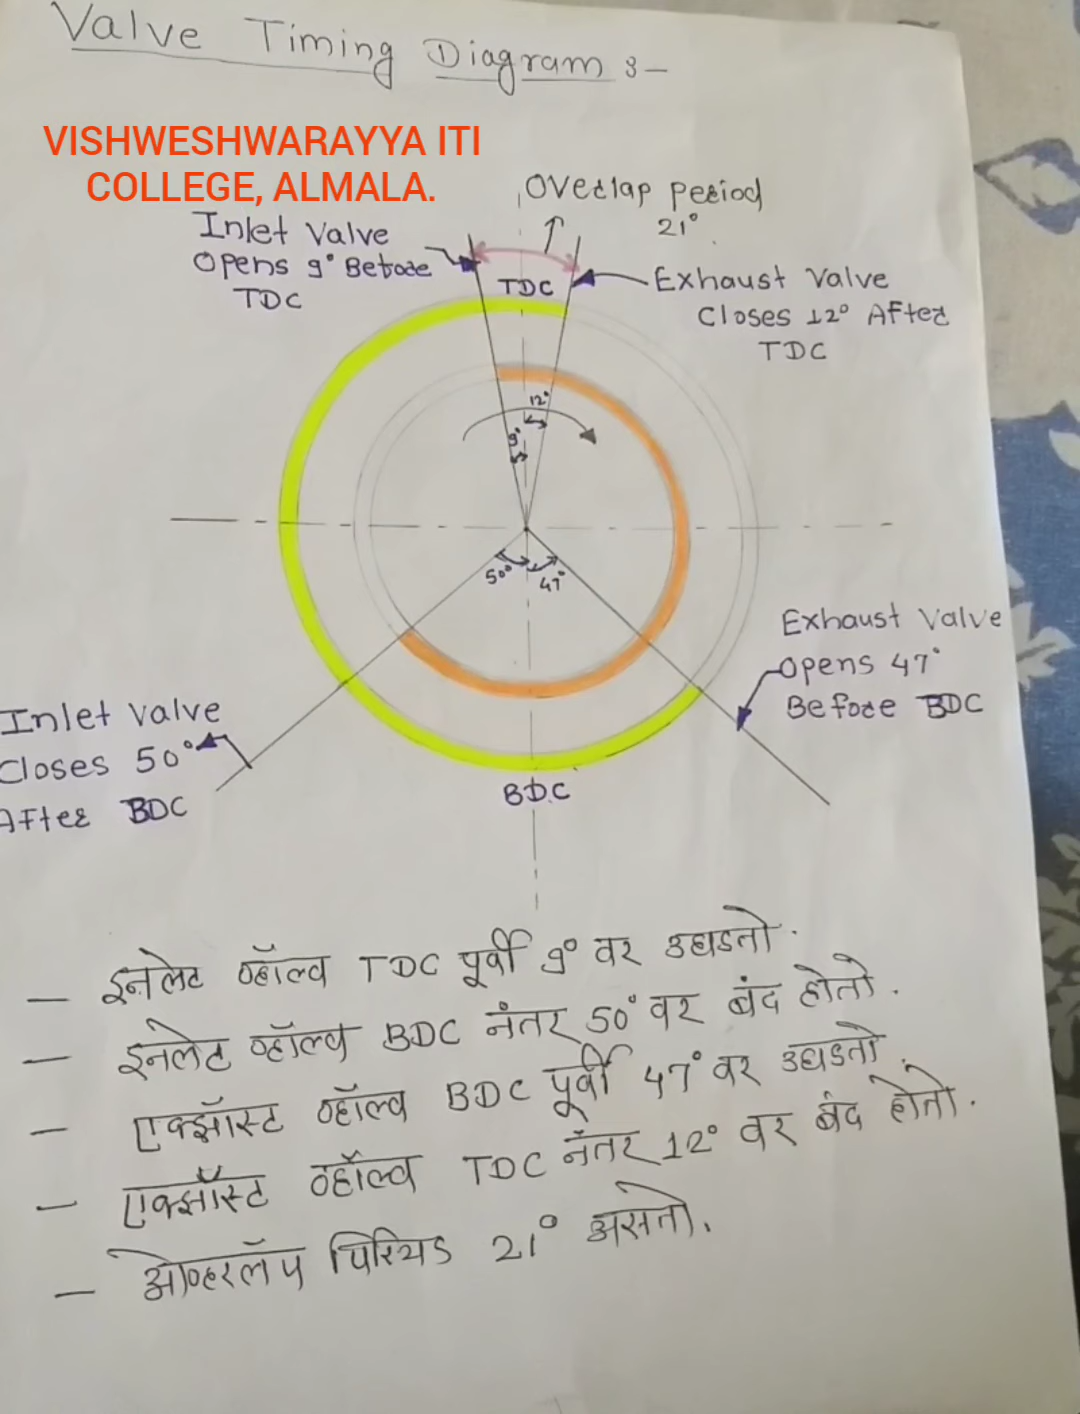 Valve Timing Diagram :-
VISHWESHWARAYYA ITI
COLLEGE, ALMALA.
Overlap Period
21°
Inlet Valve
Opens 9° Before
TDC
TDC
Exhaust Valve
Closes 12° After
TDC
12°
9°
50°
47°
Exhaust Valve
Opens 47°
Before BDC
Inlet Valve
Closes 50°
After BDC
BDC
— इनलेट व्हॉल्व TDC पूर्वी 9° वर उघडतो.
— इनलेट व्हॉल्व BDC नंतर 50° वर बंद होतो.
— एक्झॉस्ट व्हॉल्व BDC पूर्वी 47° वर उघडतो.
— एक्झॉस्ट व्हॉल्व TDC नंतर 12° वर बंद होतो.
— ओव्हरलॅप पिरियड 21° असतो.